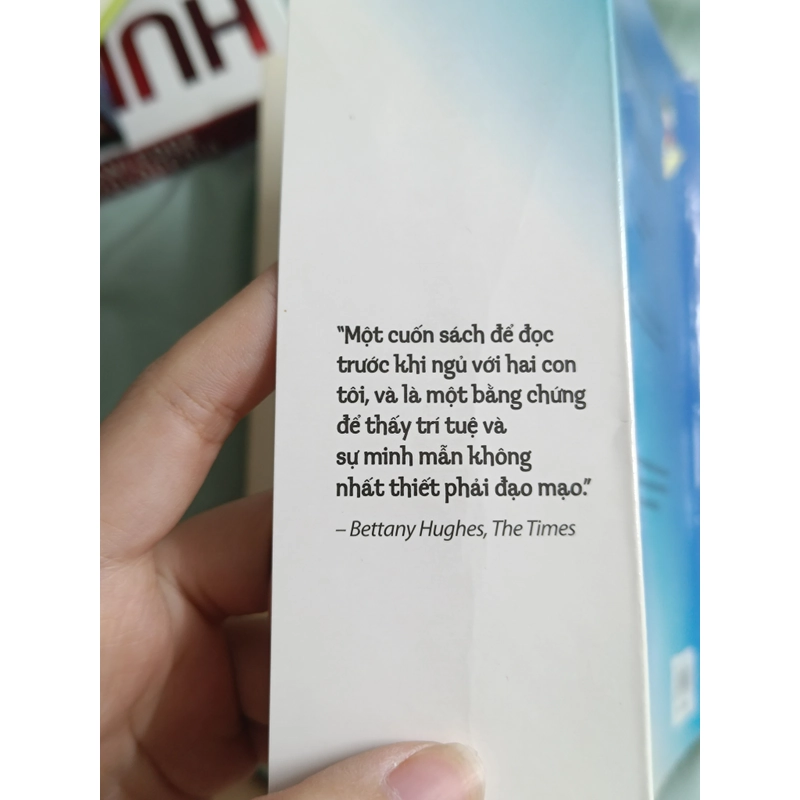 INH
“Một cuốn sách để đọc
trước khi ngủ với hai con
tôi, và là một bằng chứng
để thấy trí tuệ và
sự minh mẫn không
nhất thiết phải đạo mạo.”
– Bettany Hughes, The Times